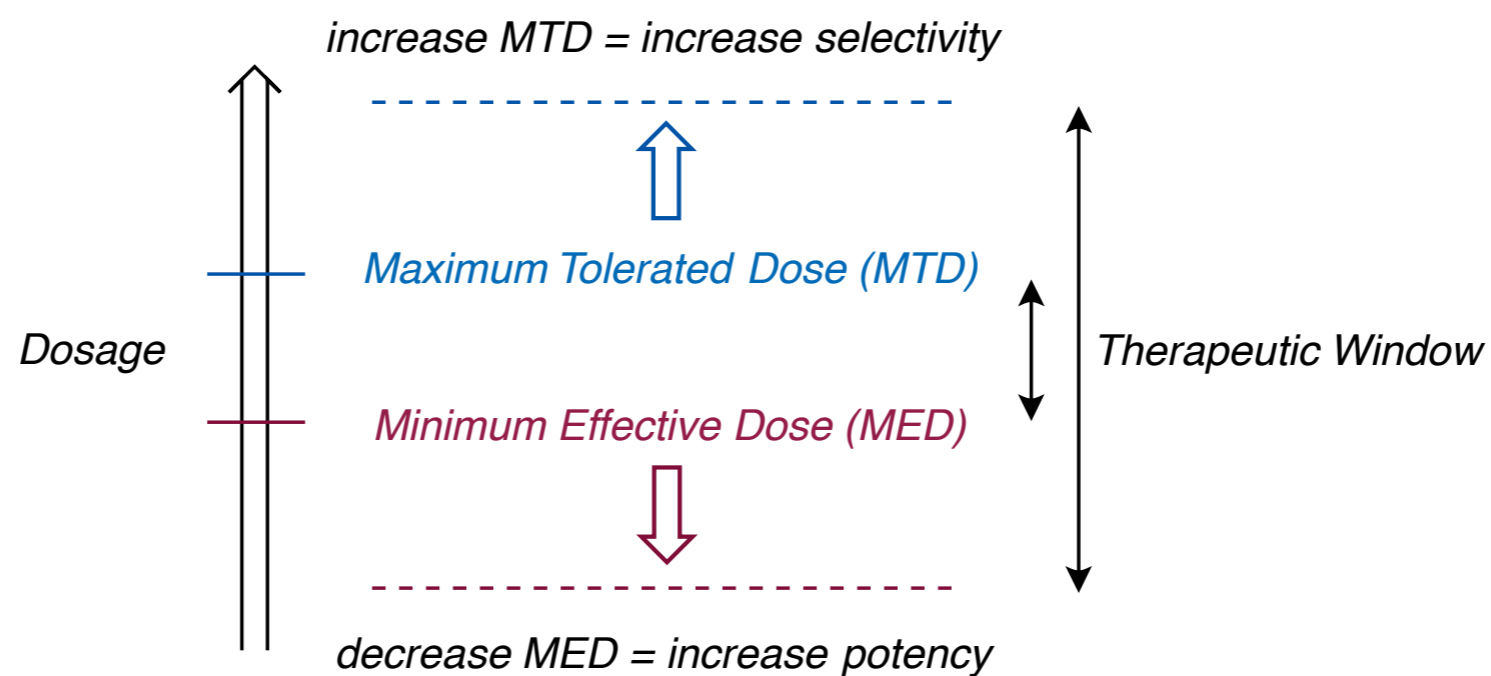 increase MTD = increase selectivity
Maximum Tolerated Dose (MTD)
Dosage
Therapeutic Window
Minimum Effective Dose (MED)
decrease MED = increase potency